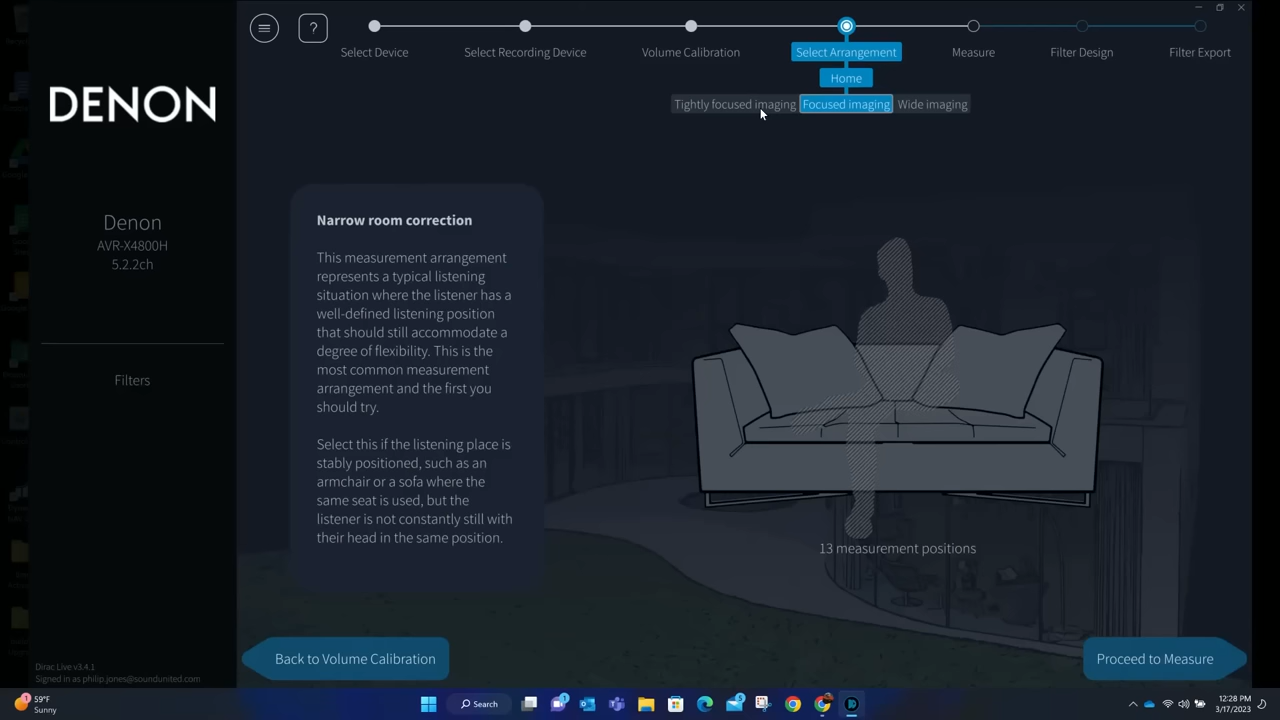 ?
Select Device
Select Recording Device
Volume Calibration
Select Arrangement
Measure
Filter Design
Filter Export
Home
Tightly focused imaging
Focused imaging
Wide imaging
DENON
Denon
AVR-X4800H
5.2.2ch
Filters
Narrow room correction
This measurement arrangement
represents a typical listening
situation where the listener has a
well-defined listening position
that should still accommodate a
degree of flexibility. This is the
most common measurement
arrangement and the first you
should try.
Select this if the listening place is
stably positioned, such as an
armchair or a sofa where the
same seat is used, but the
listener is not constantly still with
their head in the same position.
13 measurement positions
Back to Volume Calibration
Proceed to Measure
Dirac Live v3.4.1
Signed in as philip.jones@soundunited.com
1
59°F
Sunny
Search
1
5
12:28 PM
3/17/2023